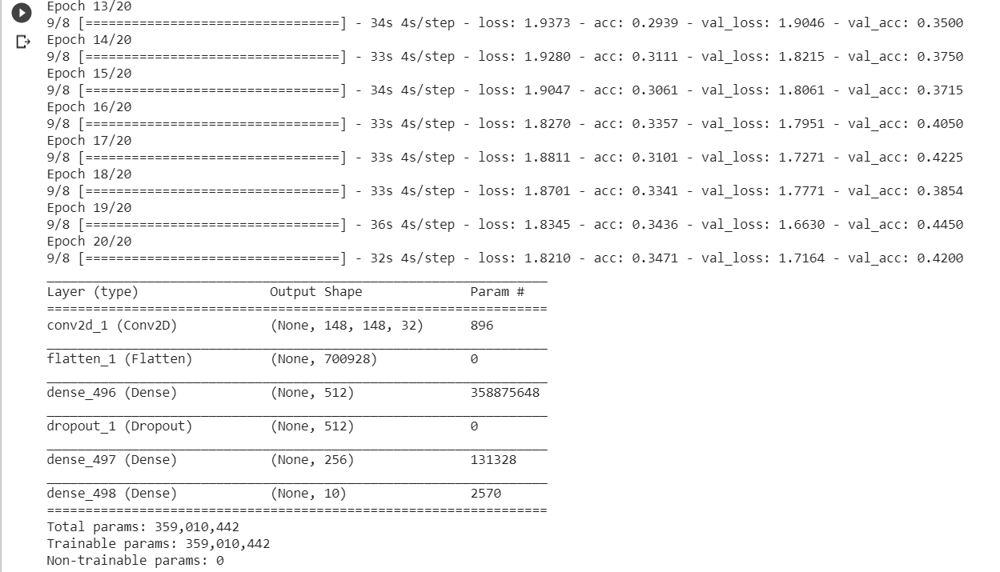 Epoch 13/20
9/8 [=================================] - 34s 4s/step - loss: 1.9373 - acc: 0.2939 - val_loss: 1.9046 - val_acc: 0.3500
Epoch 14/20
9/8 [=================================] - 33s 4s/step - loss: 1.9280 - acc: 0.3111 - val_loss: 1.8215 - val_acc: 0.3750
Epoch 15/20
9/8 [=================================] - 34s 4s/step - loss: 1.9047 - acc: 0.3061 - val_loss: 1.8061 - val_acc: 0.3715
Epoch 16/20
9/8 [=================================] - 33s 4s/step - loss: 1.8270 - acc: 0.3357 - val_loss: 1.7951 - val_acc: 0.4050
Epoch 17/20
9/8 [=================================] - 33s 4s/step - loss: 1.8811 - acc: 0.3101 - val_loss: 1.7271 - val_acc: 0.4225
Epoch 18/20
9/8 [=================================] - 33s 4s/step - loss: 1.8701 - acc: 0.3341 - val_loss: 1.7771 - val_acc: 0.3854
Epoch 19/20
9/8 [=================================] - 36s 4s/step - loss: 1.8345 - acc: 0.3436 - val_loss: 1.6630 - val_acc: 0.4450
Epoch 20/20
9/8 [=================================] - 32s 4s/step - loss: 1.8210 - acc: 0.3471 - val_loss: 1.7164 - val_acc: 0.4200
_________________________________________________________________
Layer (type)                 Output Shape              Param #
=================================================================
conv2d_1 (Conv2D)            (None, 148, 148, 32)      896
_________________________________________________________________
flatten_1 (Flatten)          (None, 700928)            0
_________________________________________________________________
dense_496 (Dense)            (None, 512)               358875648
_________________________________________________________________
dropout_1 (Dropout)          (None, 512)               0
_________________________________________________________________
dense_497 (Dense)            (None, 256)               131328
_________________________________________________________________
dense_498 (Dense)            (None, 10)                2570
=================================================================
Total params: 359,010,442
Trainable params: 359,010,442
Non-trainable params: 0